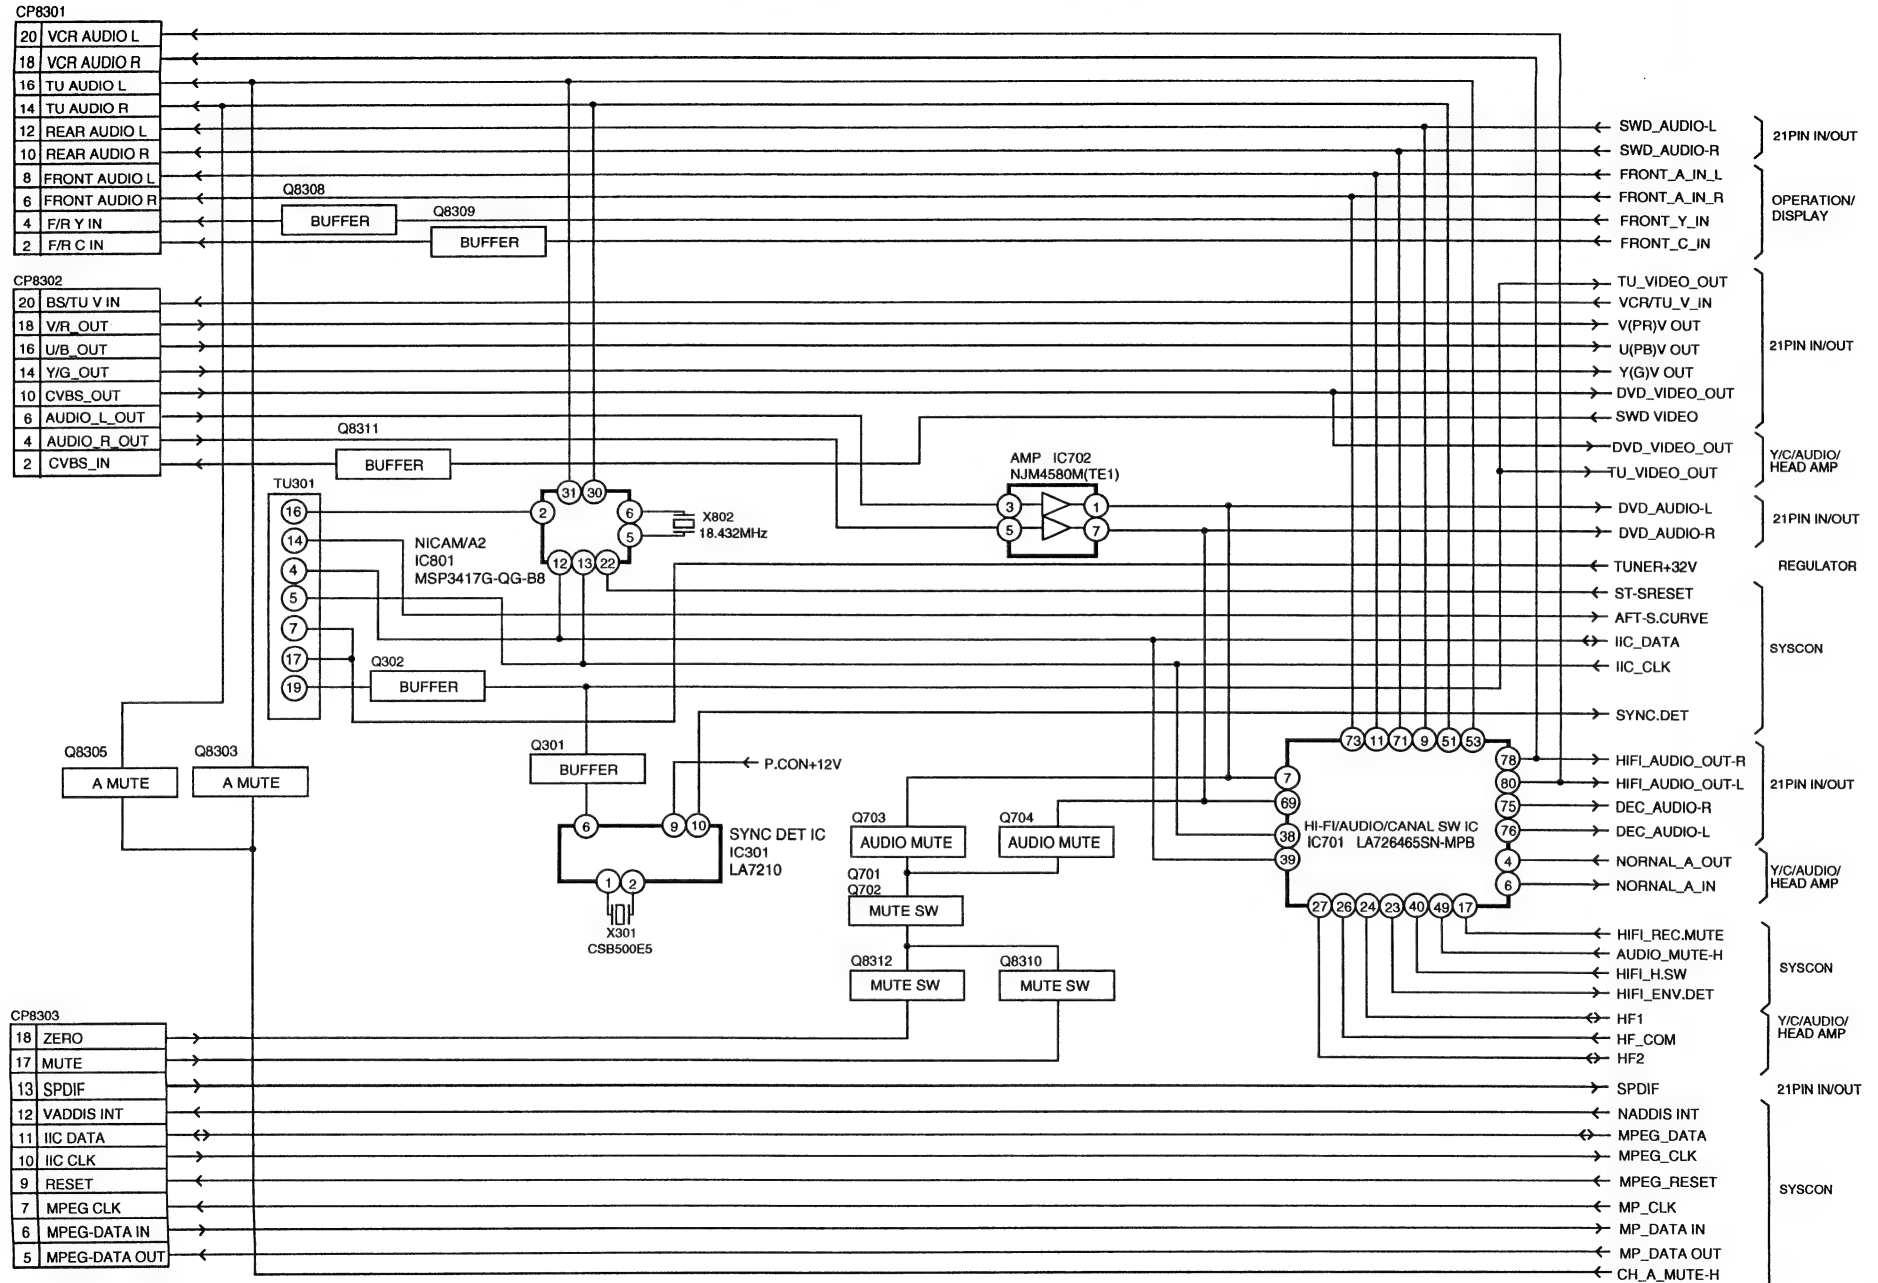 CP8301
20 VCR AUDIO L
18 VCR AUDIO R
16 TU AUDIO L
14 TU AUDIO R
12 REAR AUDIO L
10 REAR AUDIO R
8 FRONT AUDIO L
6 FRONT AUDIO R
4 F/R Y IN
2 F/R C IN
Q8308
BUFFER
Q8309
BUFFER
SWD_AUDIO-L
SWD_AUDIO-R
21PIN IN/OUT
FRONT_A_IN_L
FRONT_A_IN_R
FRONT_Y_IN
FRONT_C_IN
OPERATION/
DISPLAY
CP8302
20 BS/TU V IN
18 V/R_OUT
16 U/B_OUT
14 Y/G_OUT
10 CVBS_OUT
6 AUDIO_L_OUT
4 AUDIO_R_OUT
2 CVBS_IN
Q8311
BUFFER
TU_VIDEO_OUT
VCR/TU_V_IN
V(PR)V OUT
U(PB)V OUT
Y(G)V OUT
DVD_VIDEO_OUT
SWD VIDEO
21PIN IN/OUT
DVD_VIDEO_OUT
TU_VIDEO_OUT
Y/C/AUDIO/
HEAD AMP
AMP IC702
NJM4580M(TE1)
3 1
5 7
DVD_AUDIO-L
DVD_AUDIO-R
21PIN IN/OUT
TUNER+32V
REGULATOR
TU301
16
14
4
5
7
17
19
31 30
2 6
5
12 13 22
X802
18.432MHz
NICAM/A2
IC801
MSP3417G-QG-B8
Q302
BUFFER
ST-SRESET
AFT-S.CURVE
IIC_DATA
IIC_CLK
SYNC.DET
SYSCON
Q8305
A MUTE
Q8303
A MUTE
Q301
BUFFER
P.CON+12V
6 9 10
SYNC DET IC
IC301
LA7210
1 2
X301
CSB500E5
Q703
AUDIO MUTE
Q704
AUDIO MUTE
Q701
Q702
MUTE SW
Q8312
MUTE SW
Q8310
MUTE SW
73 11 71 9 51 53
7
69
38
39
HI-FI/AUDIO/CANAL SW IC
IC701 LA726465SN-MPB
78
80
75
76
4
6
27 26 24 23 40 49 17
HIFI_AUDIO_OUT-R
HIFI_AUDIO_OUT-L
DEC_AUDIO-R
DEC_AUDIO-L
21PIN IN/OUT
NORNAL_A_OUT
NORNAL_A_IN
Y/C/AUDIO/
HEAD AMP
HIFI_REC.MUTE
AUDIO_MUTE-H
HIFI_H.SW
HIFI_ENV.DET
SYSCON
HF1
HF_COM
HF2
Y/C/AUDIO/
HEAD AMP
CP8303
18 ZERO
17 MUTE
13 SPDIF
12 VADDIS INT
11 IIC DATA
10 IIC CLK
9 RESET
7 MPEG CLK
6 MPEG-DATA IN
5 MPEG-DATA OUT
SPDIF
21PIN IN/OUT
NADDIS INT
MPEG_DATA
MPEG_CLK
MPEG_RESET
MP_CLK
MP_DATA IN
MP_DATA OUT
CH_A_MUTE-H
SYSCON